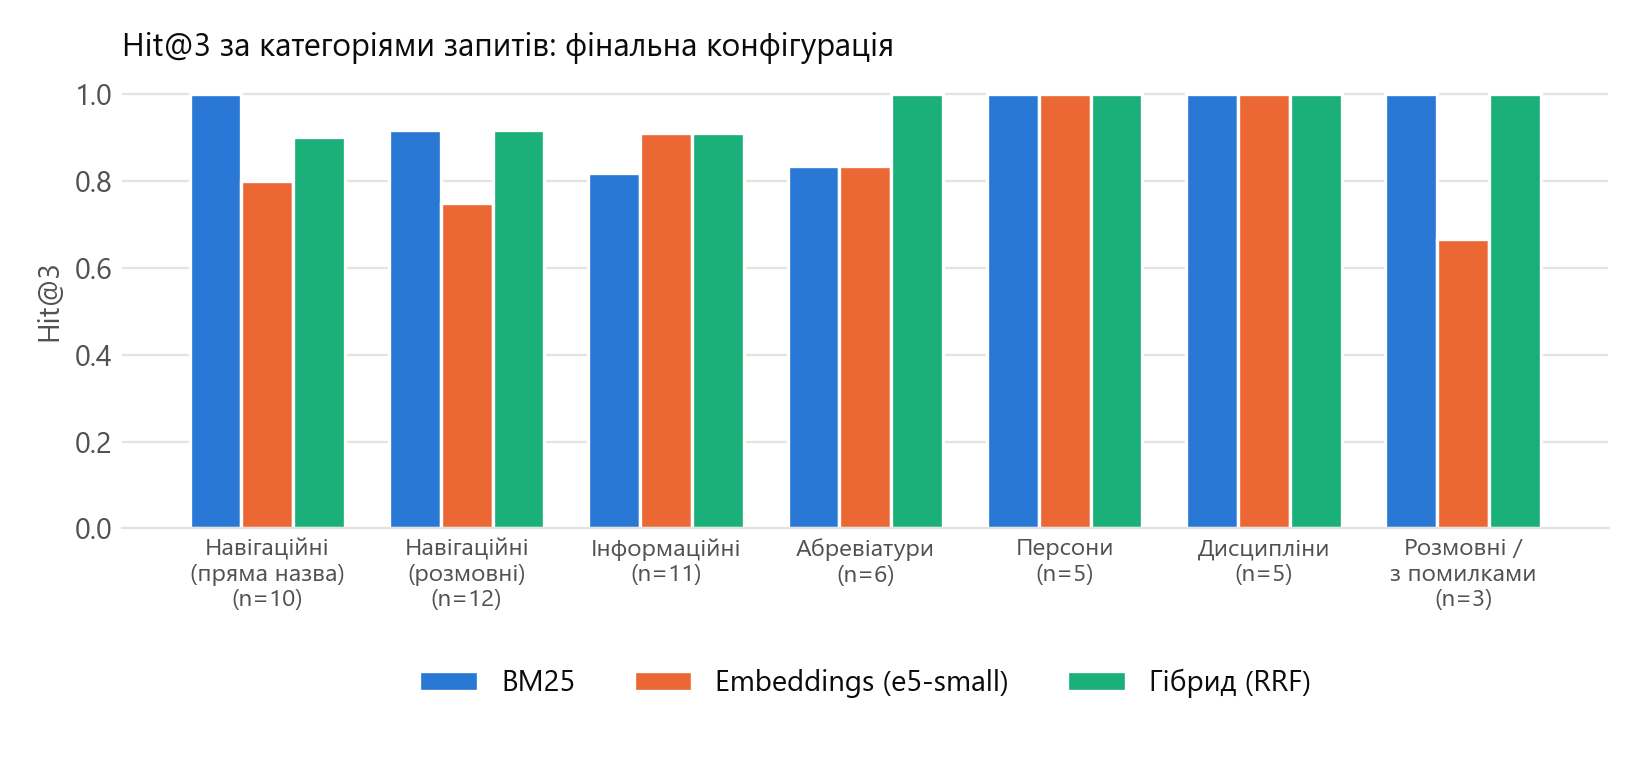 Hit@3 за категоріями запитів: фінальна конфігурація
1.0
0.8
0.6
0.4
0.2
0.0
Hit@3
Навігаційні
(пряма назва)
(n=10)
Навігаційні
(розмовні)
(n=12)
Інформаційні
(n=11)
Абревіатури
(n=6)
Персони
(n=5)
Дисципліни
(n=5)
Розмовні /
з помилками
(n=3)
BM25
Embeddings (e5-small)
Гібрид (RRF)